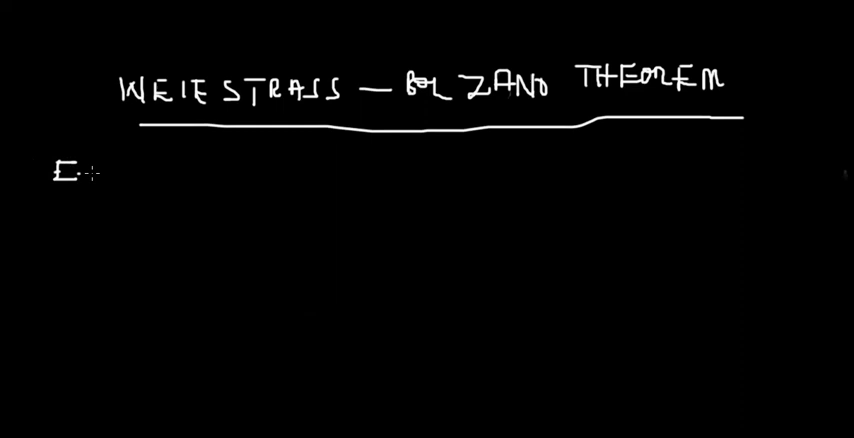 WEIESTRASS — BOLZANO THEOREM
E